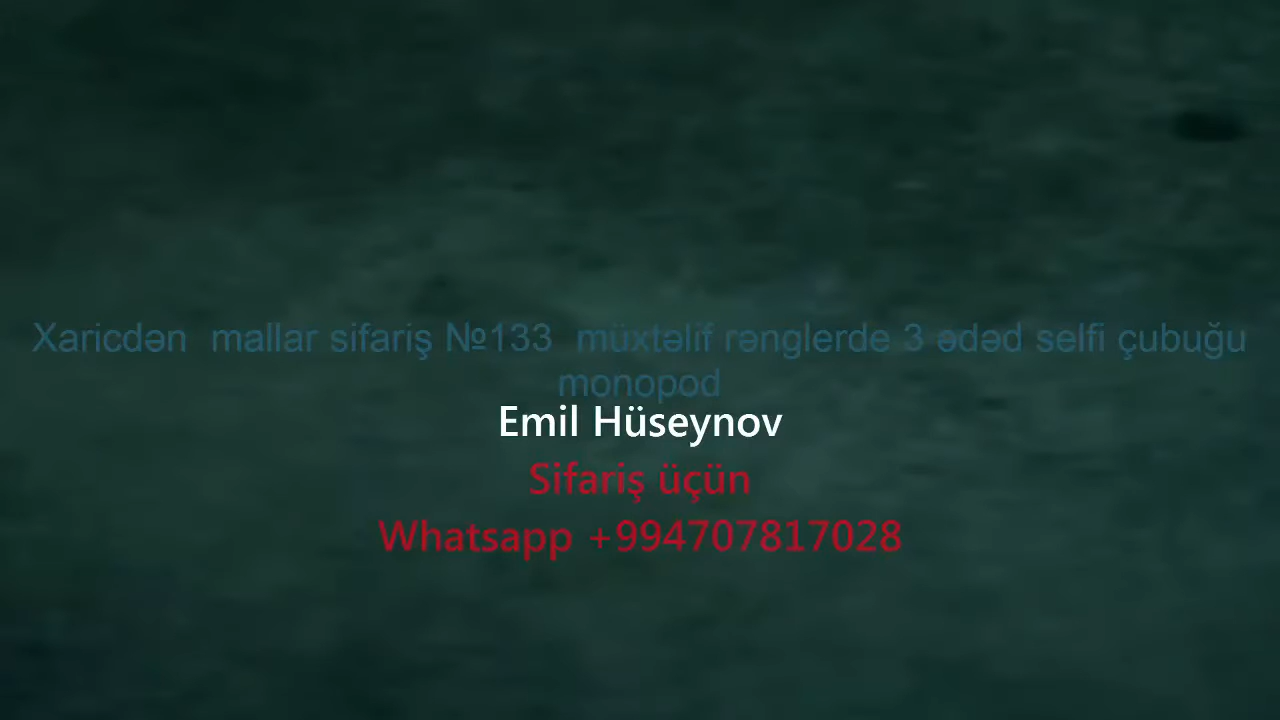 Xaricdən mallar sifariş №133 müxtəlif rənglerde 3 ədəd selfi çubuğu
monopod
Emil Hüseynov
Sifariş üçün
Whatsapp +994707817028